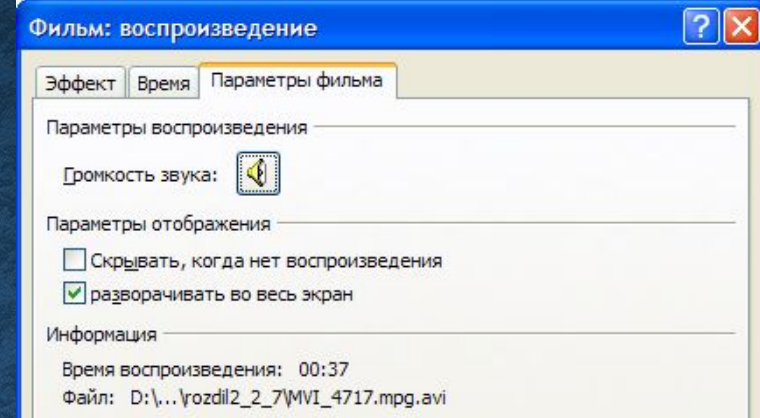 Фильм: воспроизведение
Эффект Время Параметры фильма
Параметры воспроизведения
Громкость звука:
Параметры отображения
Скрывать, когда нет воспроизведения
разворачивать во весь экран
Информация
Время воспроизведения: 00:37
Файл: D:\...\rozdil2_2_7\MVI_4717.mpg.avi